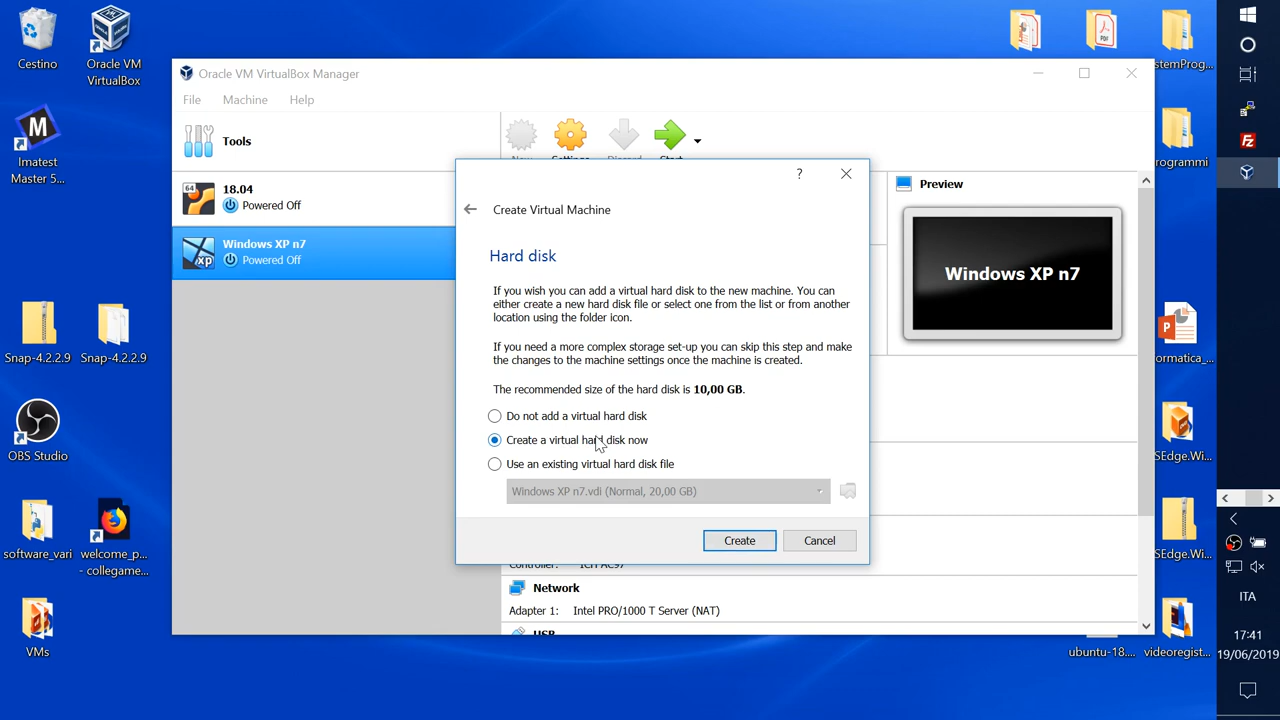 Cestino
Oracle VM
VirtualBox
Imatest
Master 5...
Snap-4.2.2.9
Snap-4.2.2.9
OBS Studio
software_vari
welcome_p...
- collegame...
VMs
Oracle VM VirtualBox Manager
File Machine Help
Tools
64
18.04
Powered Off
xp
Windows XP n7
Powered Off
Preview
Windows XP n7
?
Create Virtual Machine
Hard disk
If you wish you can add a virtual hard disk to the new machine. You can
either create a new hard disk file or select one from the list or from another
location using the folder icon.
If you need a more complex storage set-up you can skip this step and make
the changes to the machine settings once the machine is created.
The recommended size of the hard disk is 10,00 GB.
Do not add a virtual hard disk
Create a virtual hard disk now
Use an existing virtual hard disk file
Windows XP n7.vdi (Normal, 20,00 GB)
Create Cancel
Network
Adapter 1: Intel PRO/1000 T Server (NAT)
USB
PDF
stemProg...
rogrammi
ormatica_...
SEdge.Wi...
SEdge.Wi...
ubuntu-18....
videoregist...
ITA
17:41
19/06/2019